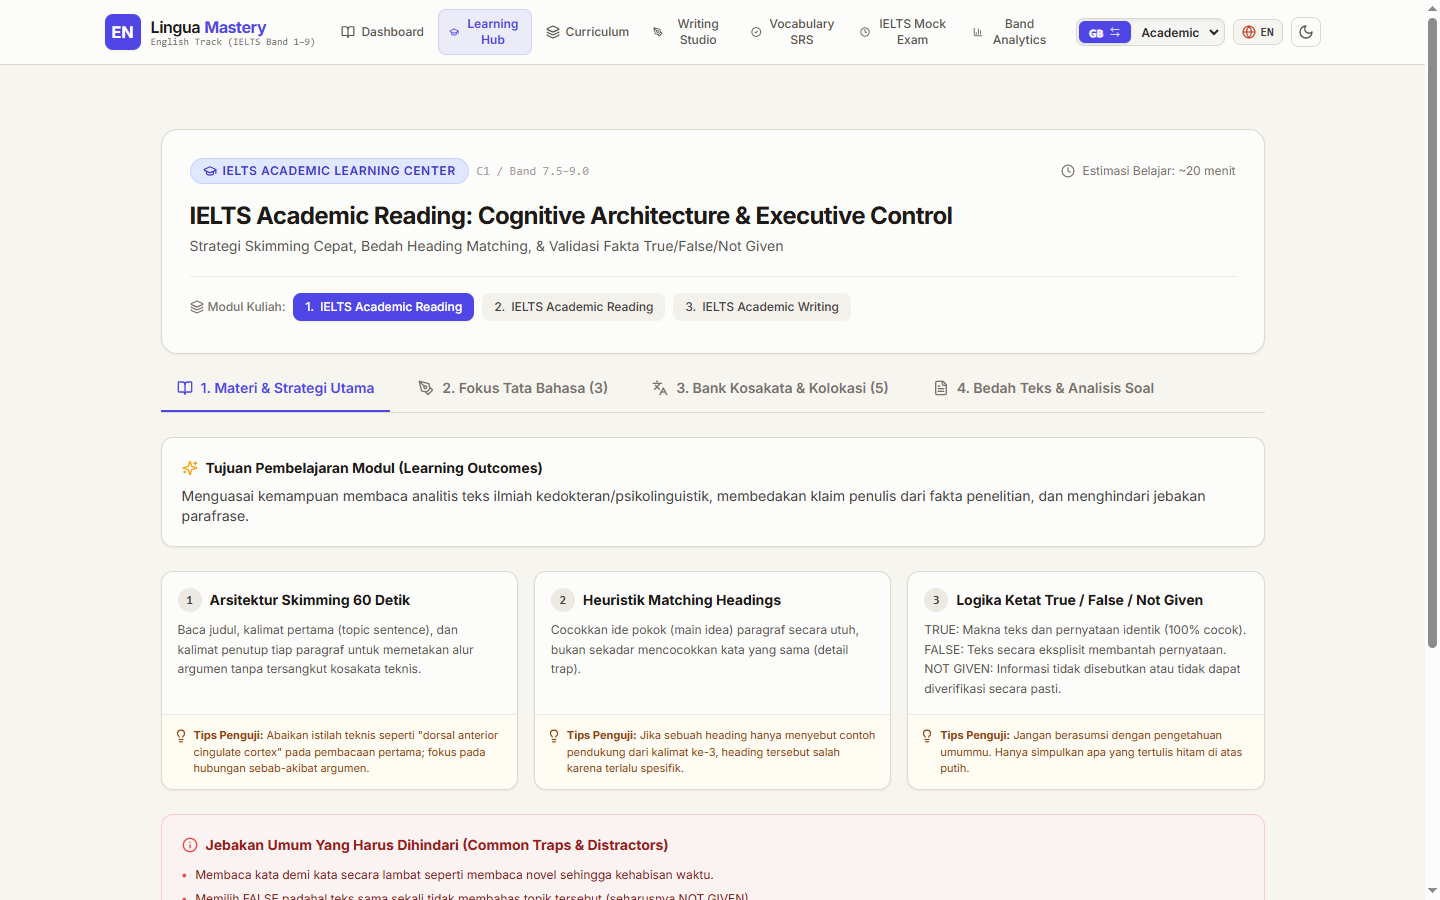 EN
Lingua Mastery
English Track (IELTS Band 1-9)
Dashboard
Learning Hub
Curriculum
Writing Studio
Vocabulary SRS
IELTS Mock Exam
Band Analytics
GB
Academic
EN
IELTS ACADEMIC LEARNING CENTER
C1 / Band 7.5–9.0
Estimasi Belajar: ~20 menit
IELTS Academic Reading: Cognitive Architecture & Executive Control
Strategi Skimming Cepat, Bedah Heading Matching, & Validasi Fakta True/False/Not Given
Modul Kuliah:
1. IELTS Academic Reading
2. IELTS Academic Reading
3. IELTS Academic Writing
1. Materi & Strategi Utama
2. Fokus Tata Bahasa (3)
3. Bank Kosakata & Kolokasi (5)
4. Bedah Teks & Analisis Soal
Tujuan Pembelajaran Modul (Learning Outcomes)
Menguasai kemampuan membaca analitis teks ilmiah kedokteran/psikolinguistik, membedakan klaim penulis dari fakta penelitian, dan menghindari jebakan
parafrase.
1 Arsitektur Skimming 60 Detik
Baca judul, kalimat pertama (topic sentence), dan
kalimat penutup tiap paragraf untuk memetakan alur
argumen tanpa tersangkut kosakata teknis.
Tips Penguji: Abaikan istilah teknis seperti "dorsal anterior
cingulate cortex" pada pembacaan pertama; fokus pada
hubungan sebab-akibat argumen.
2 Heuristik Matching Headings
Cocokkan ide pokok (main idea) paragraf secara utuh,
bukan sekadar mencocokkan kata yang sama (detail
trap).
Tips Penguji: Jika sebuah heading hanya menyebut contoh
pendukung dari kalimat ke-3, heading tersebut salah
karena terlalu spesifik.
3 Logika Ketat True / False / Not Given
TRUE: Makna teks dan pernyataan identik (100% cocok).
FALSE: Teks secara eksplisit membantah pernyataan.
NOT GIVEN: Informasi tidak disebutkan atau tidak dapat
diverifikasi secara pasti.
Tips Penguji: Jangan berasumsi dengan pengetahuan
umummu. Hanya simpulkan apa yang tertulis hitam di atas
putih.
Jebakan Umum Yang Harus Dihindari (Common Traps & Distractors)
• Membaca kata demi kata secara lambat seperti membaca novel sehingga kehabisan waktu.
• Memilih FALSE padahal teks sama sekali tidak membahas topik tersebut (seharusnya NOT GIVEN).